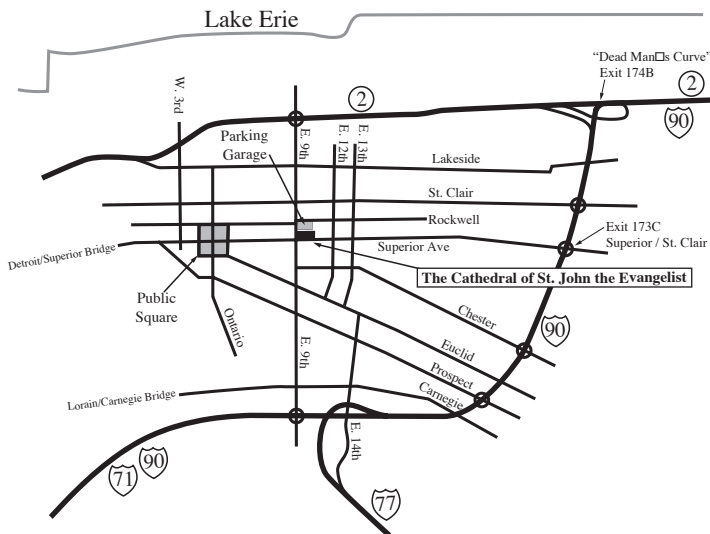 Lake Erie
“Dead Man□s Curve”
Exit 174B
2
2
90
W. 3rd
Parking
Garage
E. 9th
E. 12th
E. 13th
Lakeside
St. Clair
Rockwell
Superior Ave
Exit 173C
Superior / St. Clair
Detroit/Superior Bridge
The Cathedral of St. John the Evangelist
Public
Square
Ontario
Chester
90
E. 9th
Euclid
Prospect
Carnegie
Lorain/Carnegie Bridge
E. 14th
71
90
77